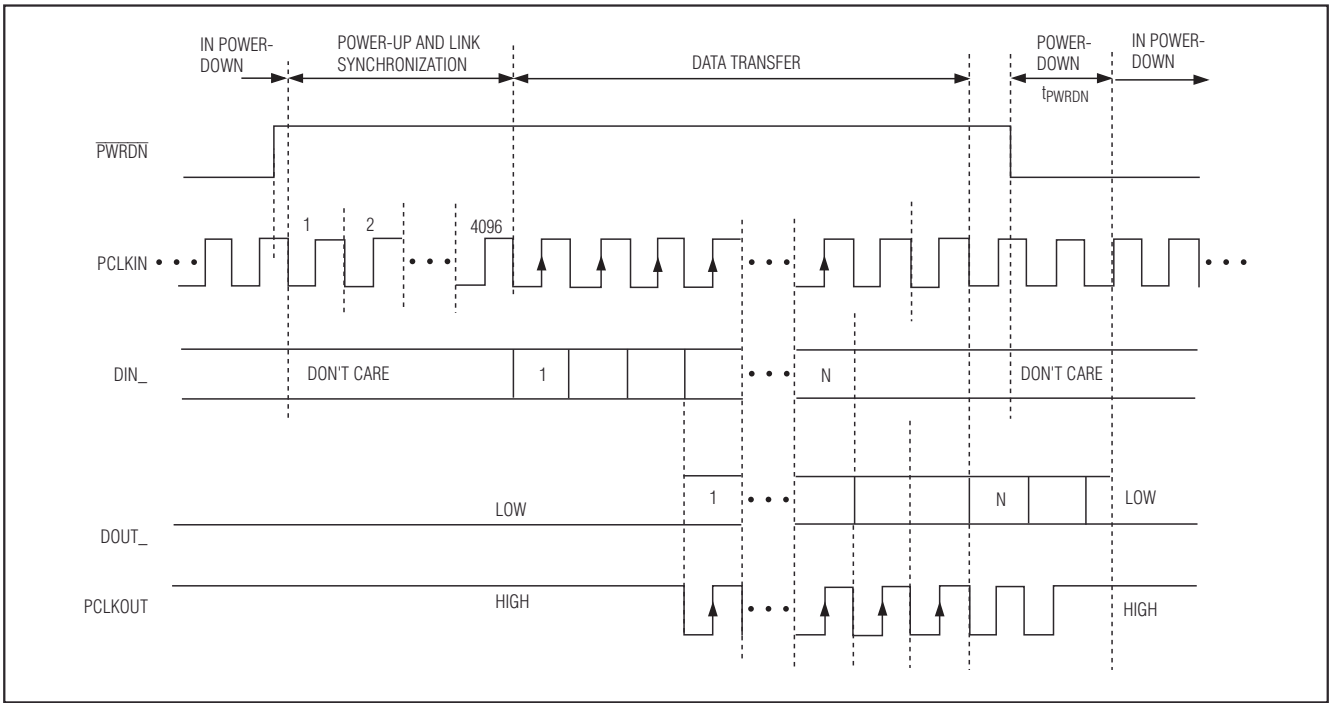 IN POWER-
DOWN
POWER-UP AND LINK
SYNCHRONIZATION
DATA TRANSFER
POWER-
DOWN
tPWRDN
IN POWER-
DOWN
PWRDN
1
2
4096
PCLKIN
DIN_
DON'T CARE
1
N
DON'T CARE
1
N
LOW
LOW
DOUT_
PCLKOUT
HIGH
HIGH